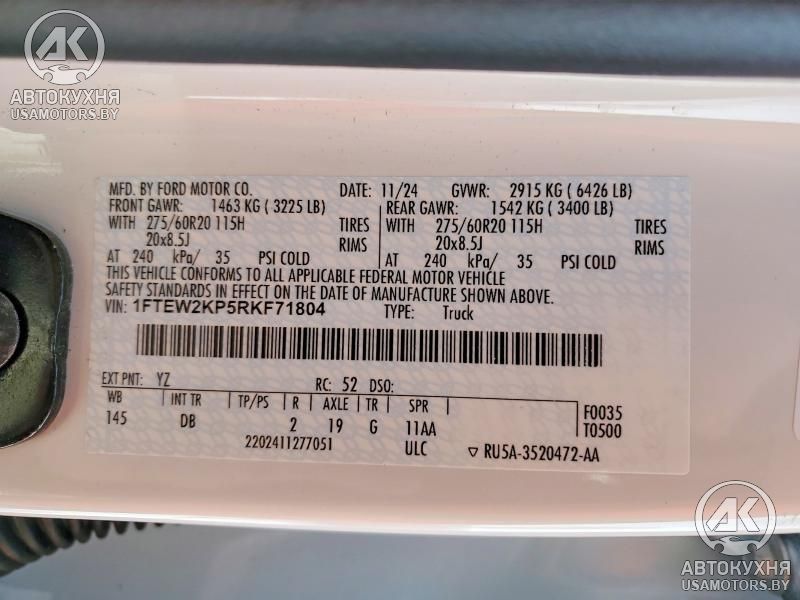 AK
АВТОКУХНЯ
USAMOTORS.BY
MFD. BY FORD MOTOR CO. DATE: 11/24 GVWR: 2915 KG ( 6426 LB)
FRONT GAWR: 1463 KG ( 3225 LB) REAR GAWR: 1542 KG ( 3400 LB)
WITH 275/60R20 115H TIRES WITH 275/60R20 115H TIRES
20x8.5J RIMS 20x8.5J RIMS
AT 240 kPa/ 35 PSI COLD AT 240 kPa/ 35 PSI COLD
THIS VEHICLE CONFORMS TO ALL APPLICABLE FEDERAL MOTOR VEHICLE
SAFETY STANDARDS IN EFFECT ON THE DATE OF MANUFACTURE SHOWN ABOVE.
VIN: 1FTEW2KP5RKF71804 TYPE: Truck
EXT PNT: YZ RC: 52 DSO:
WB INT TR TP/PS R AXLE TR SPR F0035
145 DB 2 19 G 11AA T0500
2202411277051 ULC ▽ RU5A-3520472-AA
AK
АВТОКУХНЯ
USAMOTORS.BY